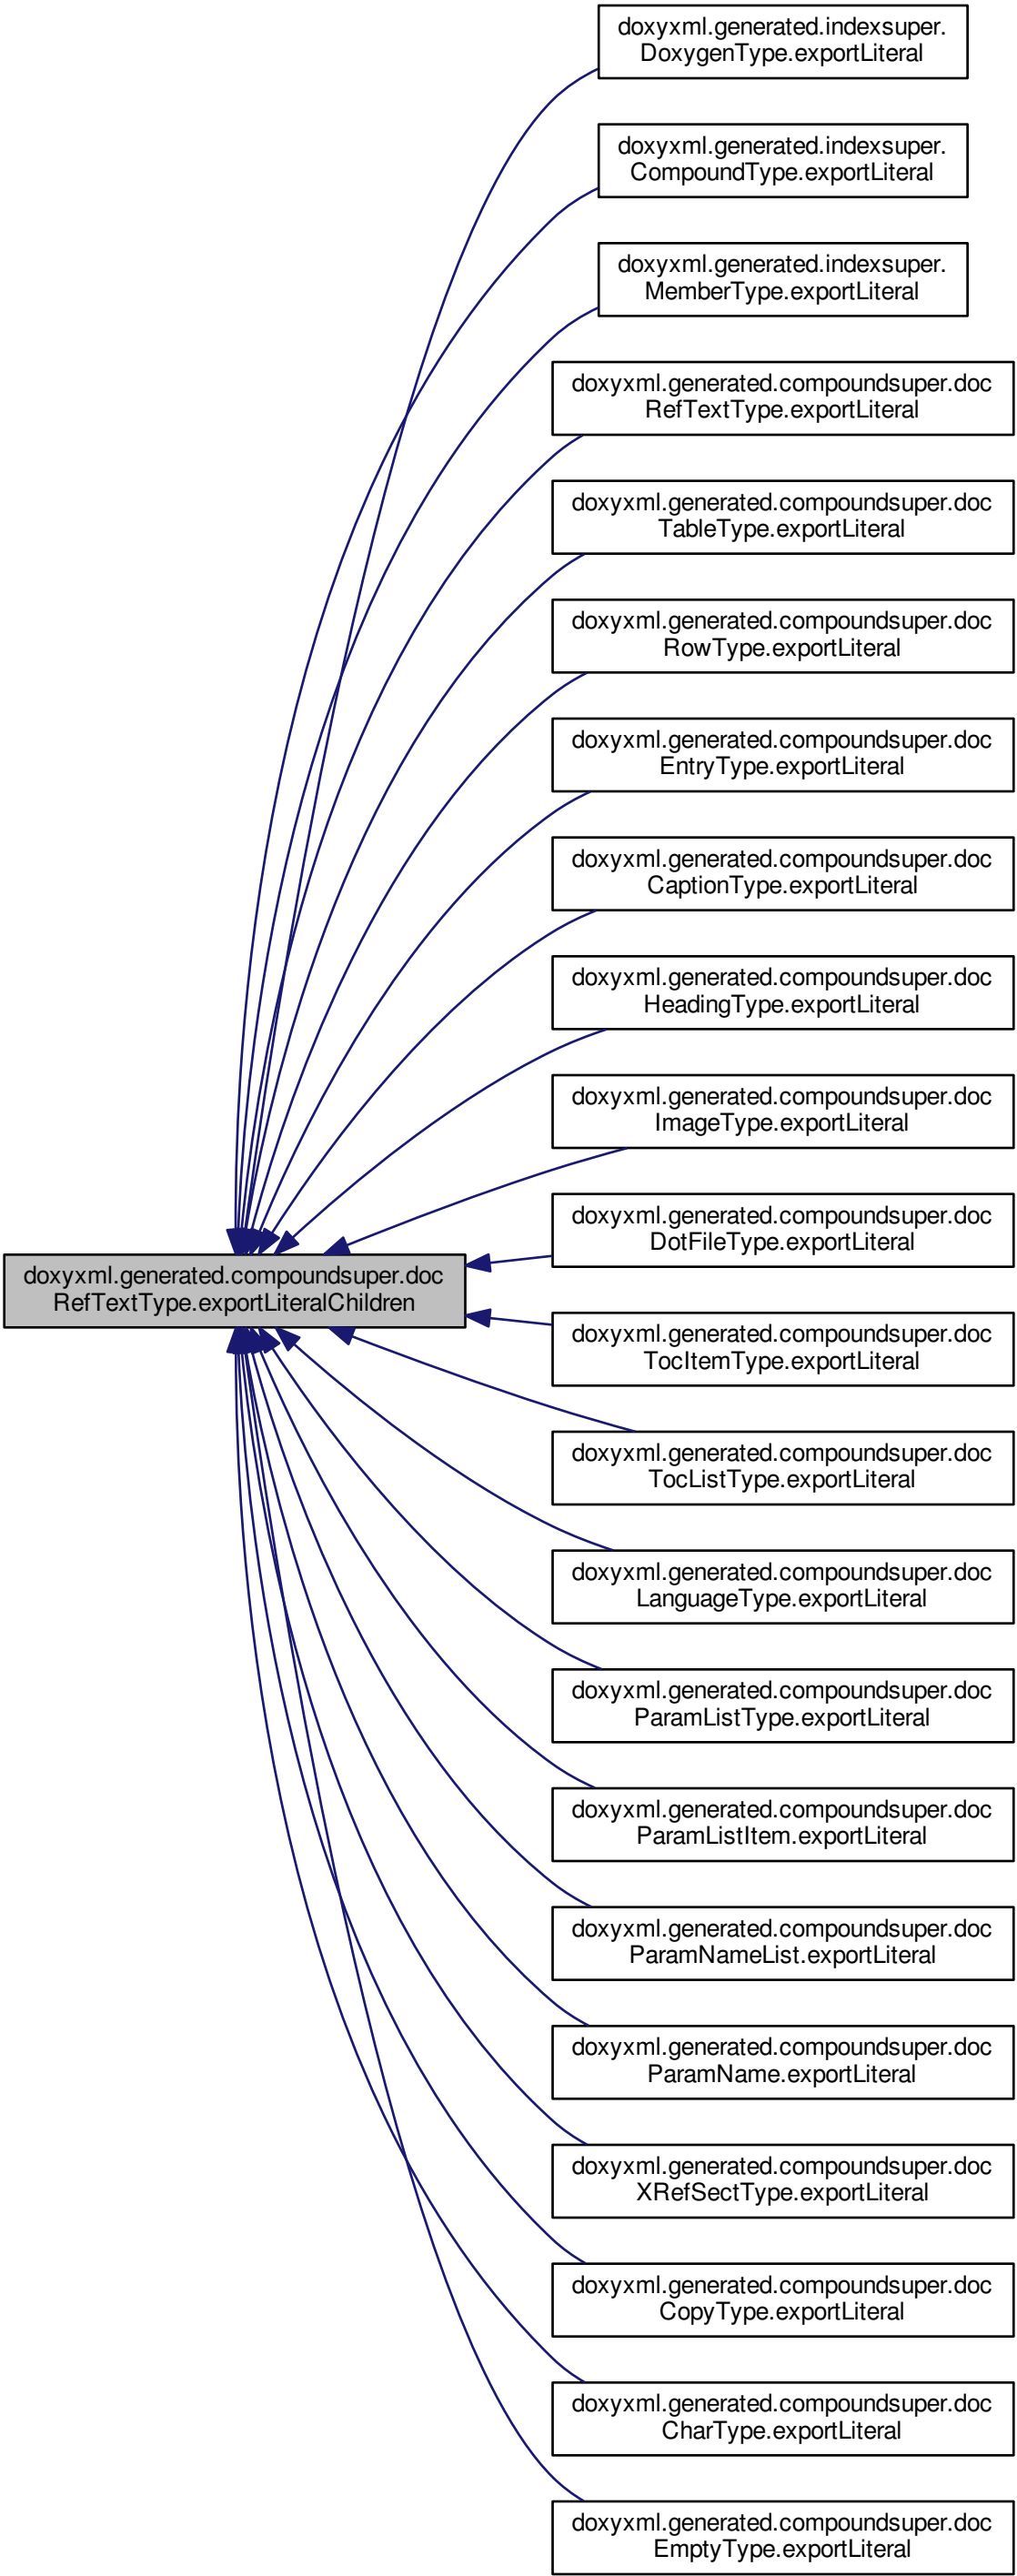 doxyxml.generated.indexsuper.
DoxygenType.exportLiteral
doxyxml.generated.indexsuper.
CompoundType.exportLiteral
doxyxml.generated.indexsuper.
MemberType.exportLiteral
doxyxml.generated.compoundsuper.doc
RefTextType.exportLiteral
doxyxml.generated.compoundsuper.doc
TableType.exportLiteral
doxyxml.generated.compoundsuper.doc
RowType.exportLiteral
doxyxml.generated.compoundsuper.doc
EntryType.exportLiteral
doxyxml.generated.compoundsuper.doc
CaptionType.exportLiteral
doxyxml.generated.compoundsuper.doc
HeadingType.exportLiteral
doxyxml.generated.compoundsuper.doc
ImageType.exportLiteral
doxyxml.generated.compoundsuper.doc
DotFileType.exportLiteral
doxyxml.generated.compoundsuper.doc
RefTextType.exportLiteralChildren
doxyxml.generated.compoundsuper.doc
TocItemType.exportLiteral
doxyxml.generated.compoundsuper.doc
TocListType.exportLiteral
doxyxml.generated.compoundsuper.doc
LanguageType.exportLiteral
doxyxml.generated.compoundsuper.doc
ParamListType.exportLiteral
doxyxml.generated.compoundsuper.doc
ParamListItem.exportLiteral
doxyxml.generated.compoundsuper.doc
ParamNameList.exportLiteral
doxyxml.generated.compoundsuper.doc
ParamName.exportLiteral
doxyxml.generated.compoundsuper.doc
XRefSectType.exportLiteral
doxyxml.generated.compoundsuper.doc
CopyType.exportLiteral
doxyxml.generated.compoundsuper.doc
CharType.exportLiteral
doxyxml.generated.compoundsuper.doc
EmptyType.exportLiteral